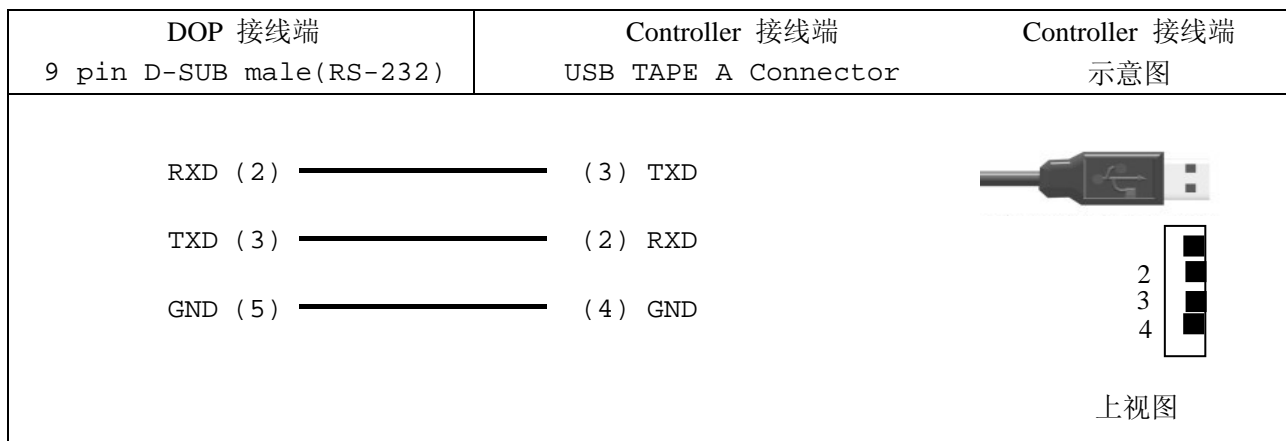 DOP 接线端
9 pin D-SUB male(RS-232)
Controller 接线端
USB TAPE A Connector
Controller 接线端
示意图
RXD (2)
(3) TXD
TXD (3)
(2) RXD
GND (5)
(4) GND
2
3
4
上视图